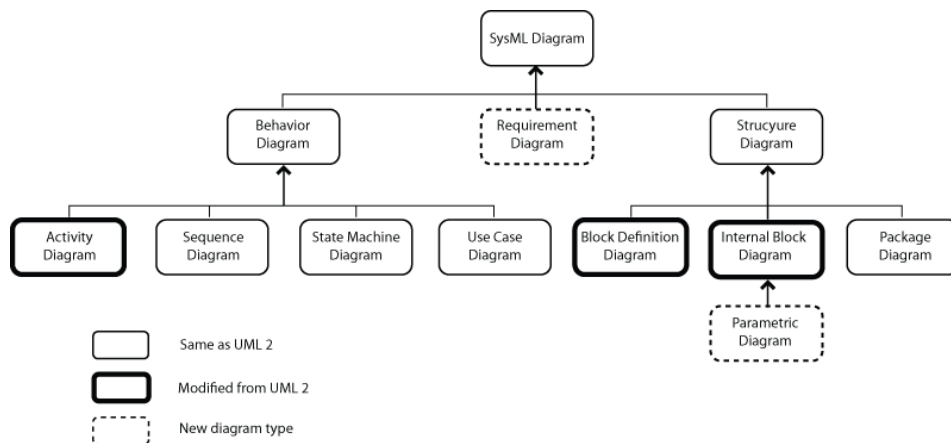 SysML Diagram
Behavior
Diagram
Requirement
Diagram
Strucyure
Diagram
Activity
Diagram
Sequence
Diagram
State Machine
Diagram
Use Case
Diagram
Block Definition
Diagram
Internal Block
Diagram
Package
Diagram
Parametric
Diagram
Same as UML 2
Modified from UML 2
New diagram type